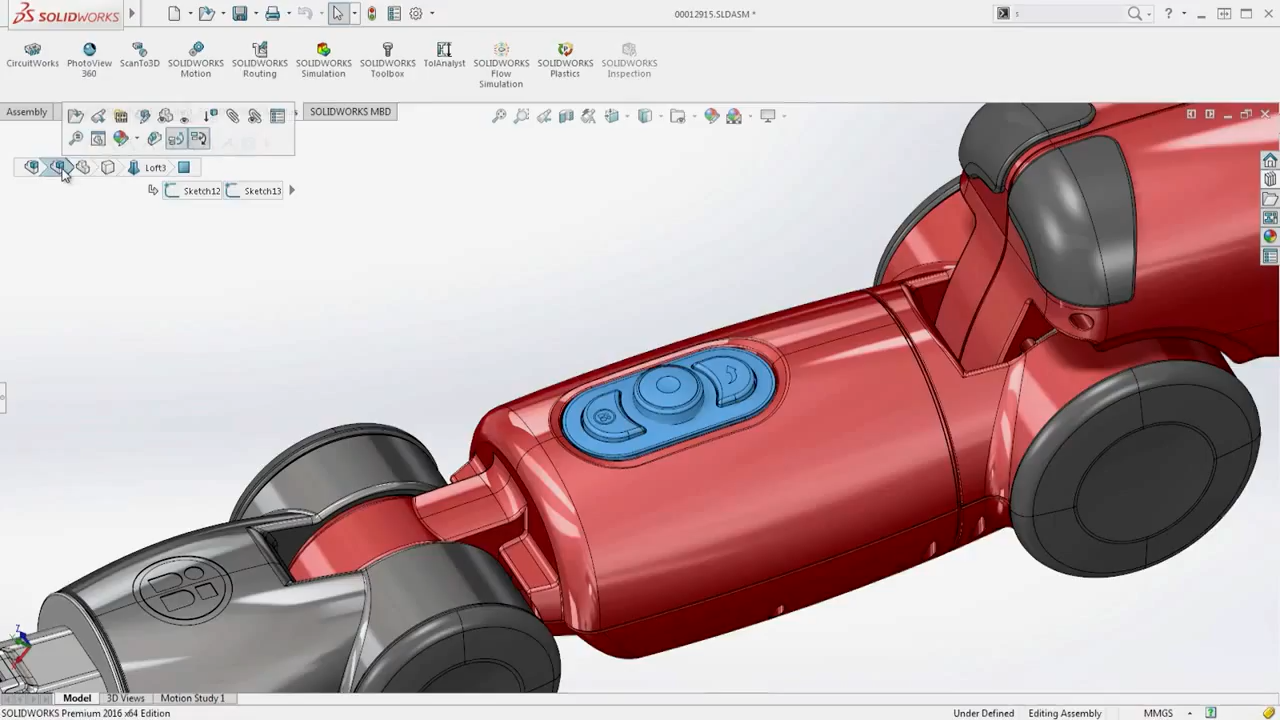 SOLIDWORKS
00012915.SLDASM *
s
CircuitWorks
PhotoView 360
ScanTo3D
SOLIDWORKS Motion
SOLIDWORKS Routing
SOLIDWORKS Simulation
SOLIDWORKS Toolbox
TolAnalyst
SOLIDWORKS Flow Simulation
SOLIDWORKS Plastics
SOLIDWORKS Inspection
Assembly
SOLIDWORKS MBD
Loft3
Sketch12 Sketch13
Z
Model 3D Views Motion Study 1
SOLIDWORKS Premium 2016 x64 Edition
Under Defined Editing Assembly MMGS